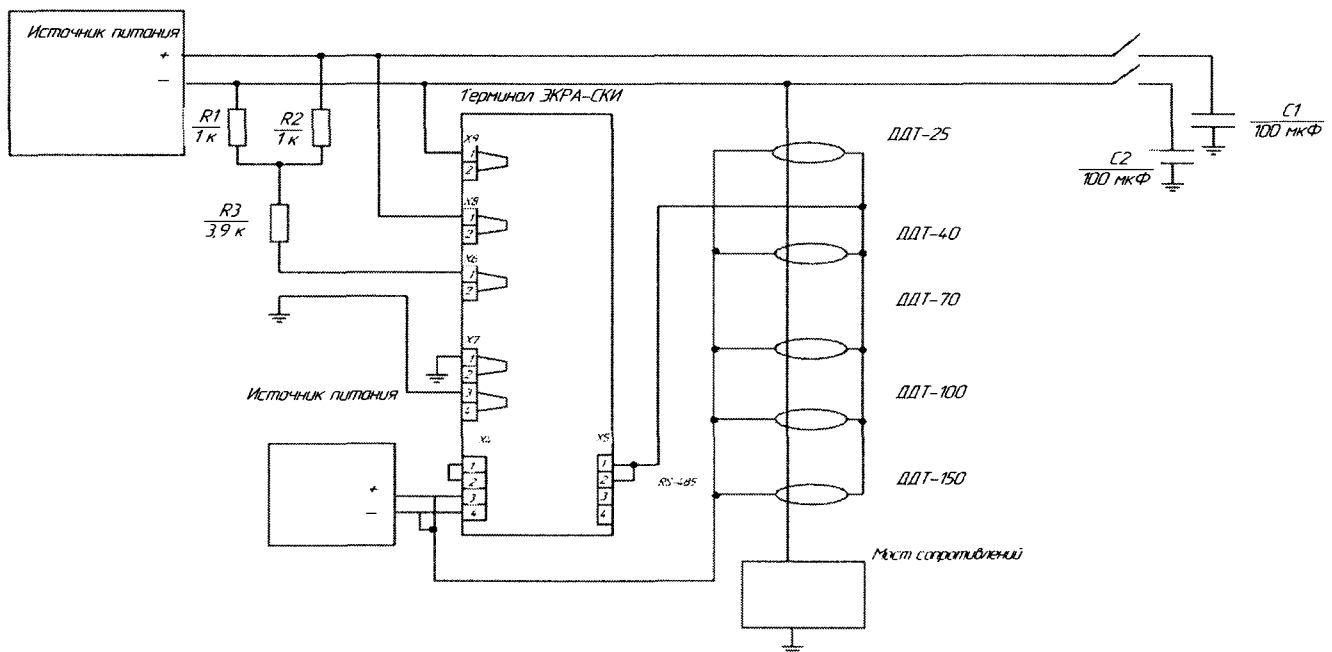 Источник питания
+
−
R1
1 к
R2
1 к
R3
3,9 к
Терминал ЭКРА-СКИ
X9
1
2
X8
1
2
X6
1
2
X7
1
2
3
4
Источник питания
+
−
X4
1
2
3
4
X5
1
2
3
4
RS-485
ДДТ-25
ДДТ-40
ДДТ-70
ДДТ-100
ДДТ-150
C1
100 мкФ
C2
100 мкФ
Мост сопротивлений